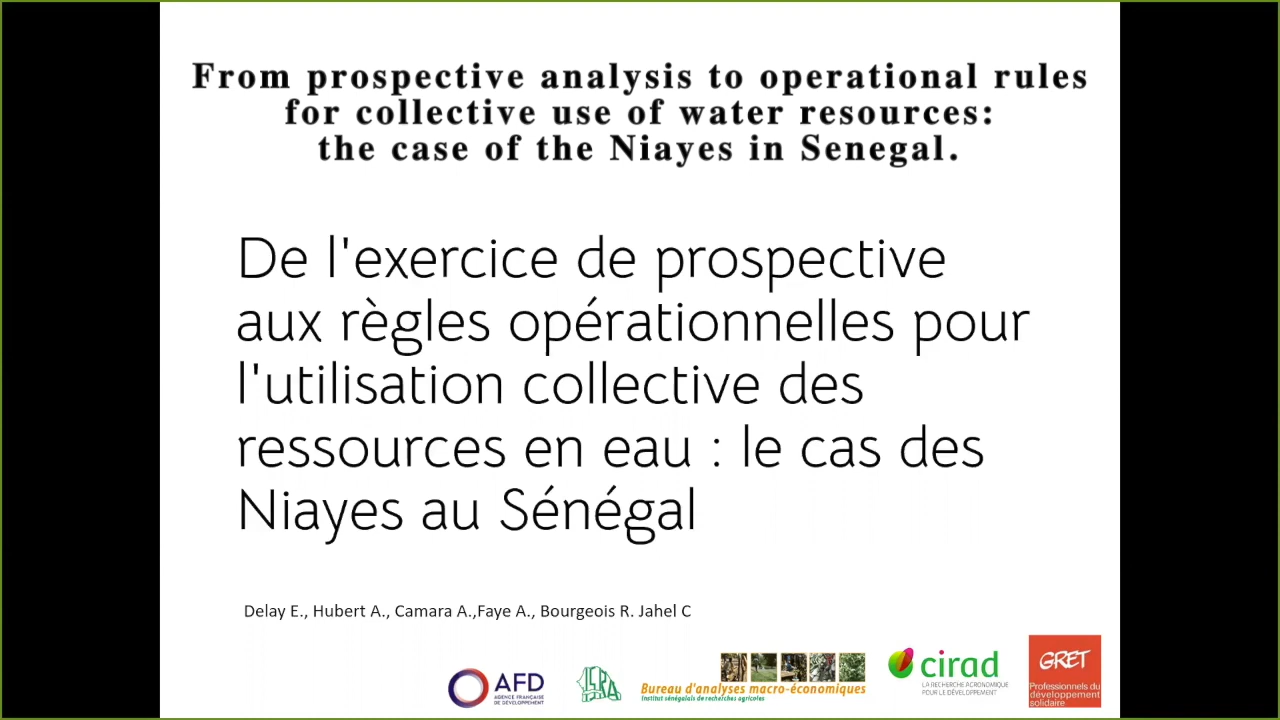 From prospective analysis to operational rules
for collective use of water resources:
the case of the Niayes in Senegal.
De l'exercice de prospective
aux règles opérationnelles pour
l'utilisation collective des
ressources en eau : le cas des
Niayes au Sénégal
Delay E., Hubert A., Camara A.,Faye A., Bourgeois R. Jahel C
AFD
AGENCE FRANÇAISE
DE DÉVELOPPEMENT
ISRA
Bureau d'analyses macro-économiques
Institut sénégalais de recherches agricoles
cirad
LA RECHERCHE AGRONOMIQUE
POUR LE DÉVELOPPEMENT
GRET
Professionnels du
développement
solidaire